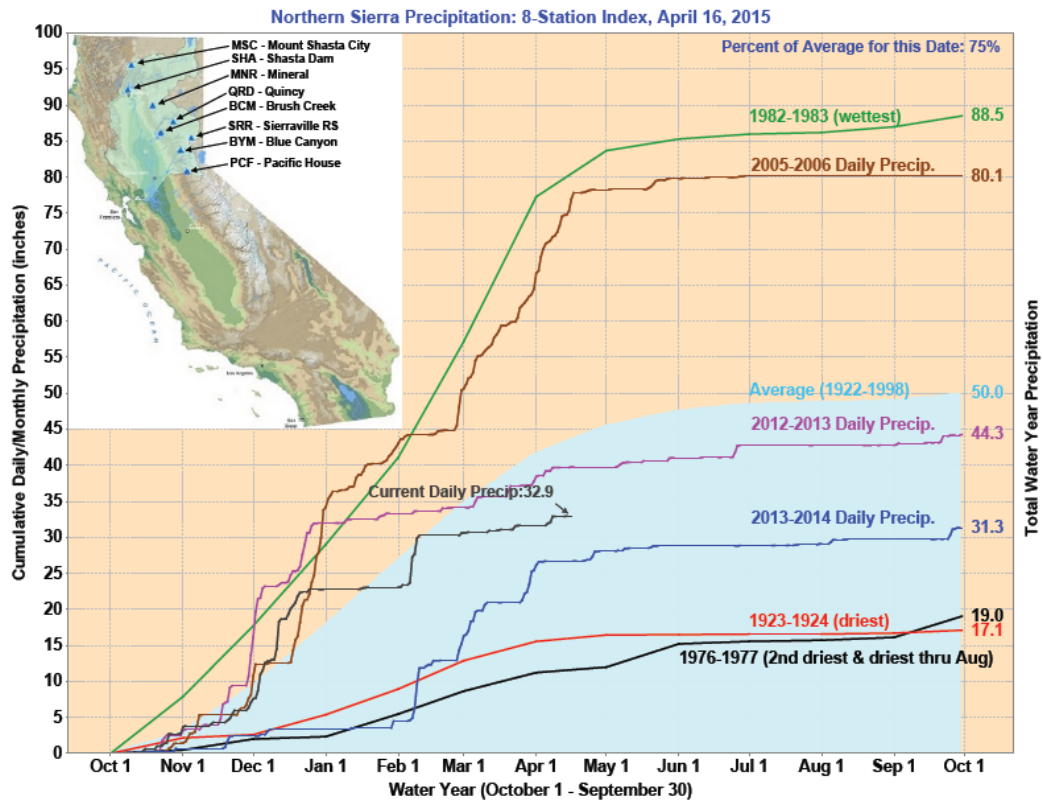 Northern Sierra Precipitation: 8-Station Index, April 16, 2015
Percent of Average for this Date: 75%
MSC - Mount Shasta City
SHA - Shasta Dam
MNR - Mineral
QRD - Quincy
BCM - Brush Creek
SRR - Sierraville RS
BYM - Blue Canyon
PCF - Pacific House
San
Francisco
PACIFIC OCEAN
Los Angeles
San
Cumulative Daily/Monthly Precipitation (inches)
100
95
90
85
80
75
70
65
60
55
50
45
40
35
30
25
20
15
10
5
0
1982-1983 (wettest)
88.5
2005-2006 Daily Precip.
80.1
Average (1922-1998)
50.0
2012-2013 Daily Precip.
44.3
Current Daily Precip:32.9
2013-2014 Daily Precip.
31.3
1923-1924 (driest)
19.0
17.1
1976-1977 (2nd driest & driest thru Aug)
Total Water Year Precipitation
Oct 1 Nov 1 Dec 1 Jan 1 Feb 1 Mar 1 Apr 1 May 1 Jun 1 Jul 1 Aug 1 Sep 1 Oct 1
Water Year (October 1 - September 30)